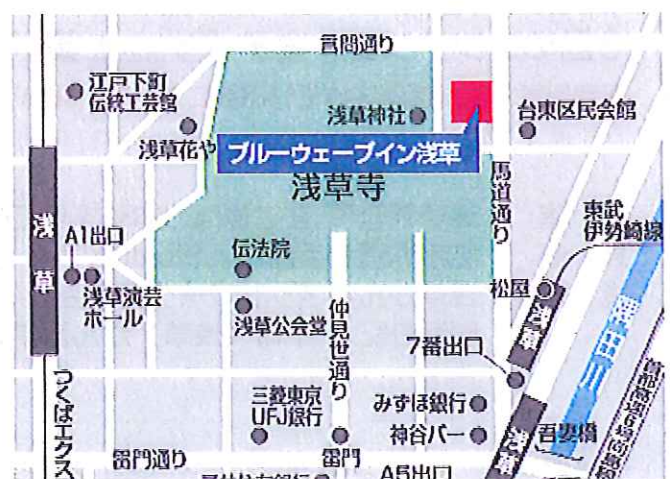 言問通り
江戸下町
伝統工芸館
浅草神社
台東区民会館
浅草花や
ブルーウェーブイン浅草
浅草寺
馬道通り
東武
伊勢崎線
浅草
A1出口
伝法院
浅草演芸
ホール
浅草公会堂
仲見世通り
松屋
浅草
隅田川
7番出口
つくばエクス
三菱東京
UFJ銀行
みずほ銀行
神谷バー
浅草
吾妻橋
雷門通り
雷門
A5出口